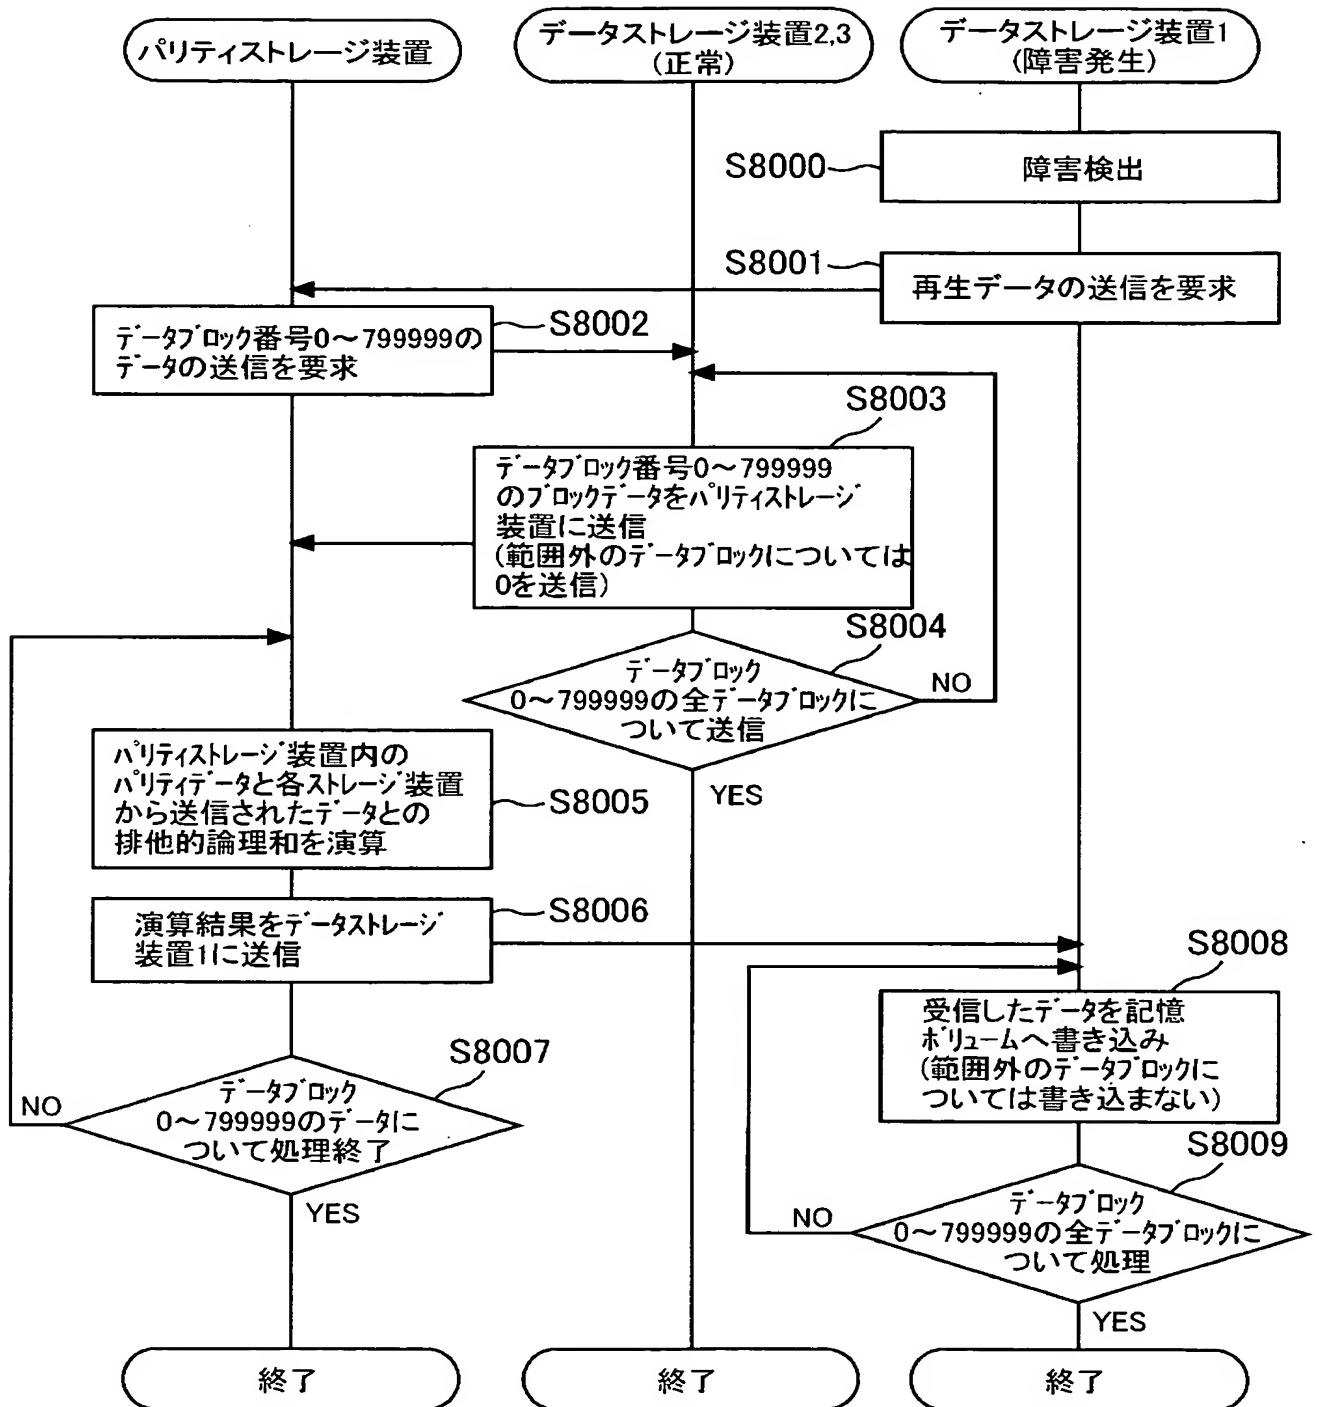 パリティストレージ装置
データストレージ装置2,3
(正常)
データストレージ装置1
(障害発生)
S8000
障害検出
S8001
再生データの送信を要求
データブロック番号0～799999の
データの送信を要求
S8002
S8003
データブロック番号0～799999
のブロックデータをパリティストレージ
装置に送信
(範囲外のデータブロックについては
0を送信)
S8004
データブロック
0～799999の全データブロックに
ついて送信
NO
YES
パリティストレージ装置内の
パリティデータと各ストレージ装置
から送信されたデータとの
排他的論理和を演算
S8005
演算結果をデータストレージ
装置1に送信
S8006
S8007
データブロック
0～799999のデータに
ついて処理終了
NO
YES
S8008
受信したデータを記憶
ボリュームへ書き込み
(範囲外のデータブロックに
ついては書き込まない)
S8009
データブロック
0～799999の全データブロックに
ついて処理
NO
YES
終了
終了
終了